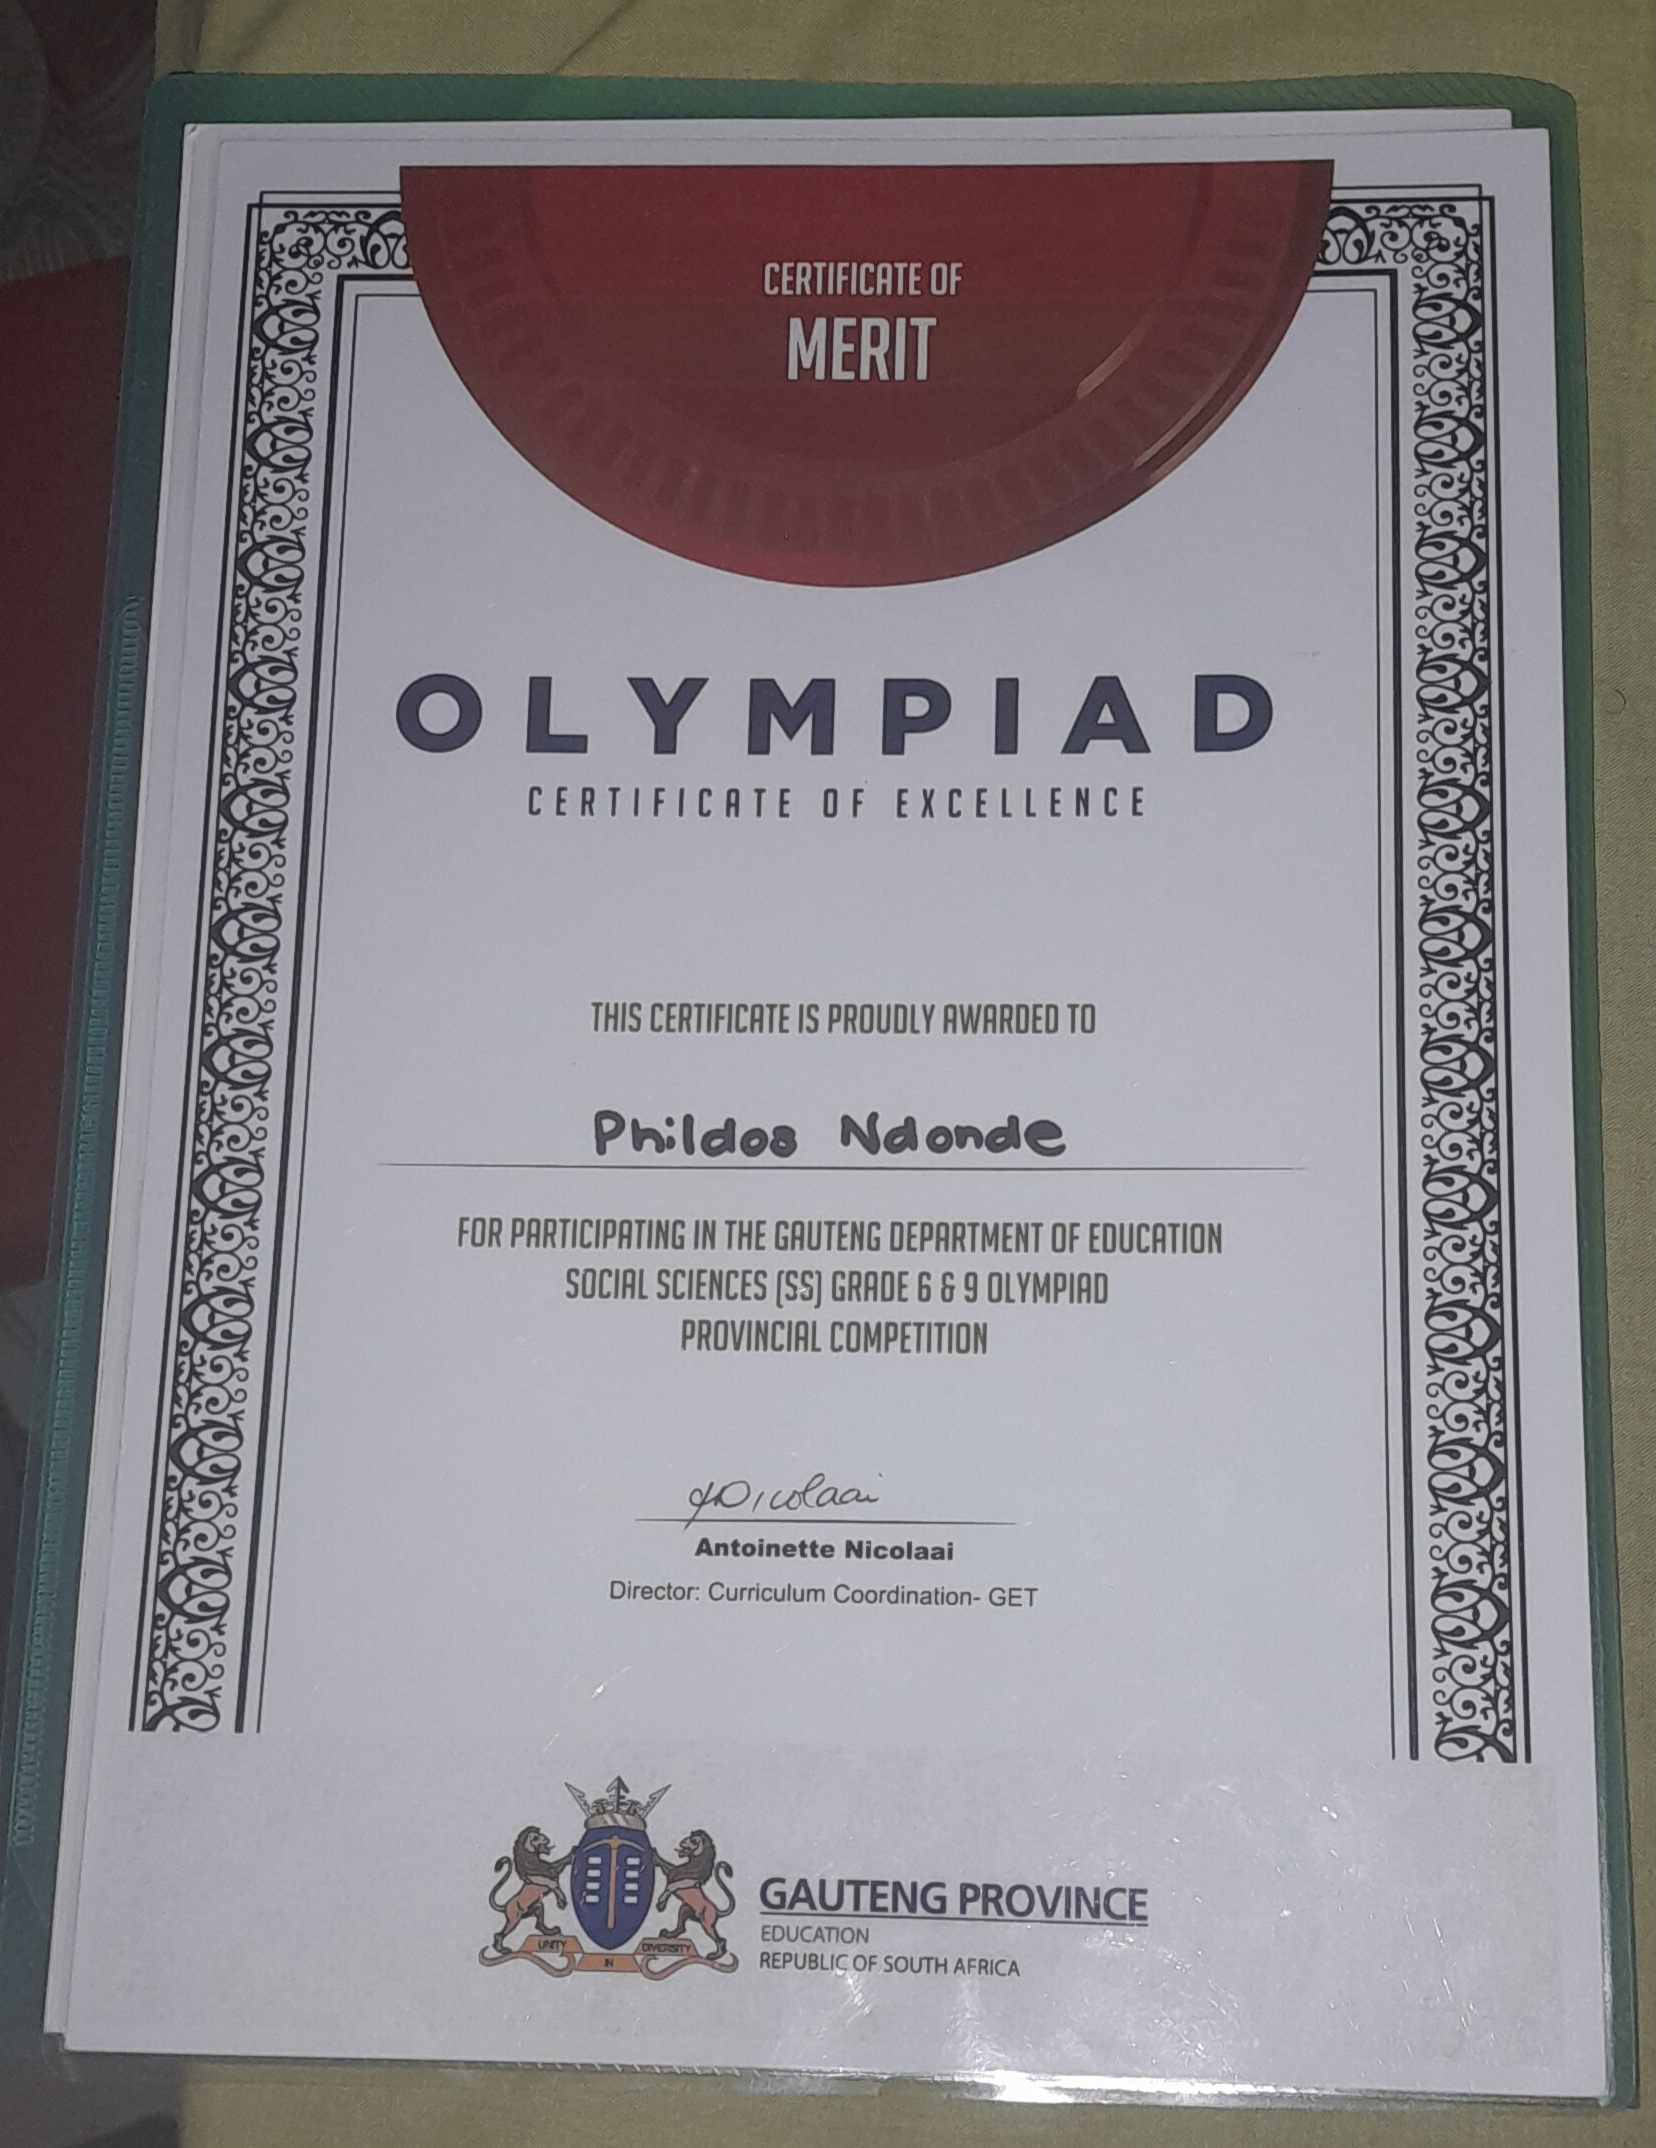 CERTIFICATE OF
MERIT
OLYMPIAD
CERTIFICATE OF EXCELLENCE
THIS CERTIFICATE IS PROUDLY AWARDED TO
Phildos Ndonde
FOR PARTICIPATING IN THE GAUTENG DEPARTMENT OF EDUCATION
SOCIAL SCIENCES (SS) GRADE 6 & 9 OLYMPIAD
PROVINCIAL COMPETITION
ANicolaai
Antoinette Nicolaai
Director: Curriculum Coordination- GET
UNITY IN DIVERSITY
GAUTENG PROVINCE
EDUCATION
REPUBLIC OF SOUTH AFRICA